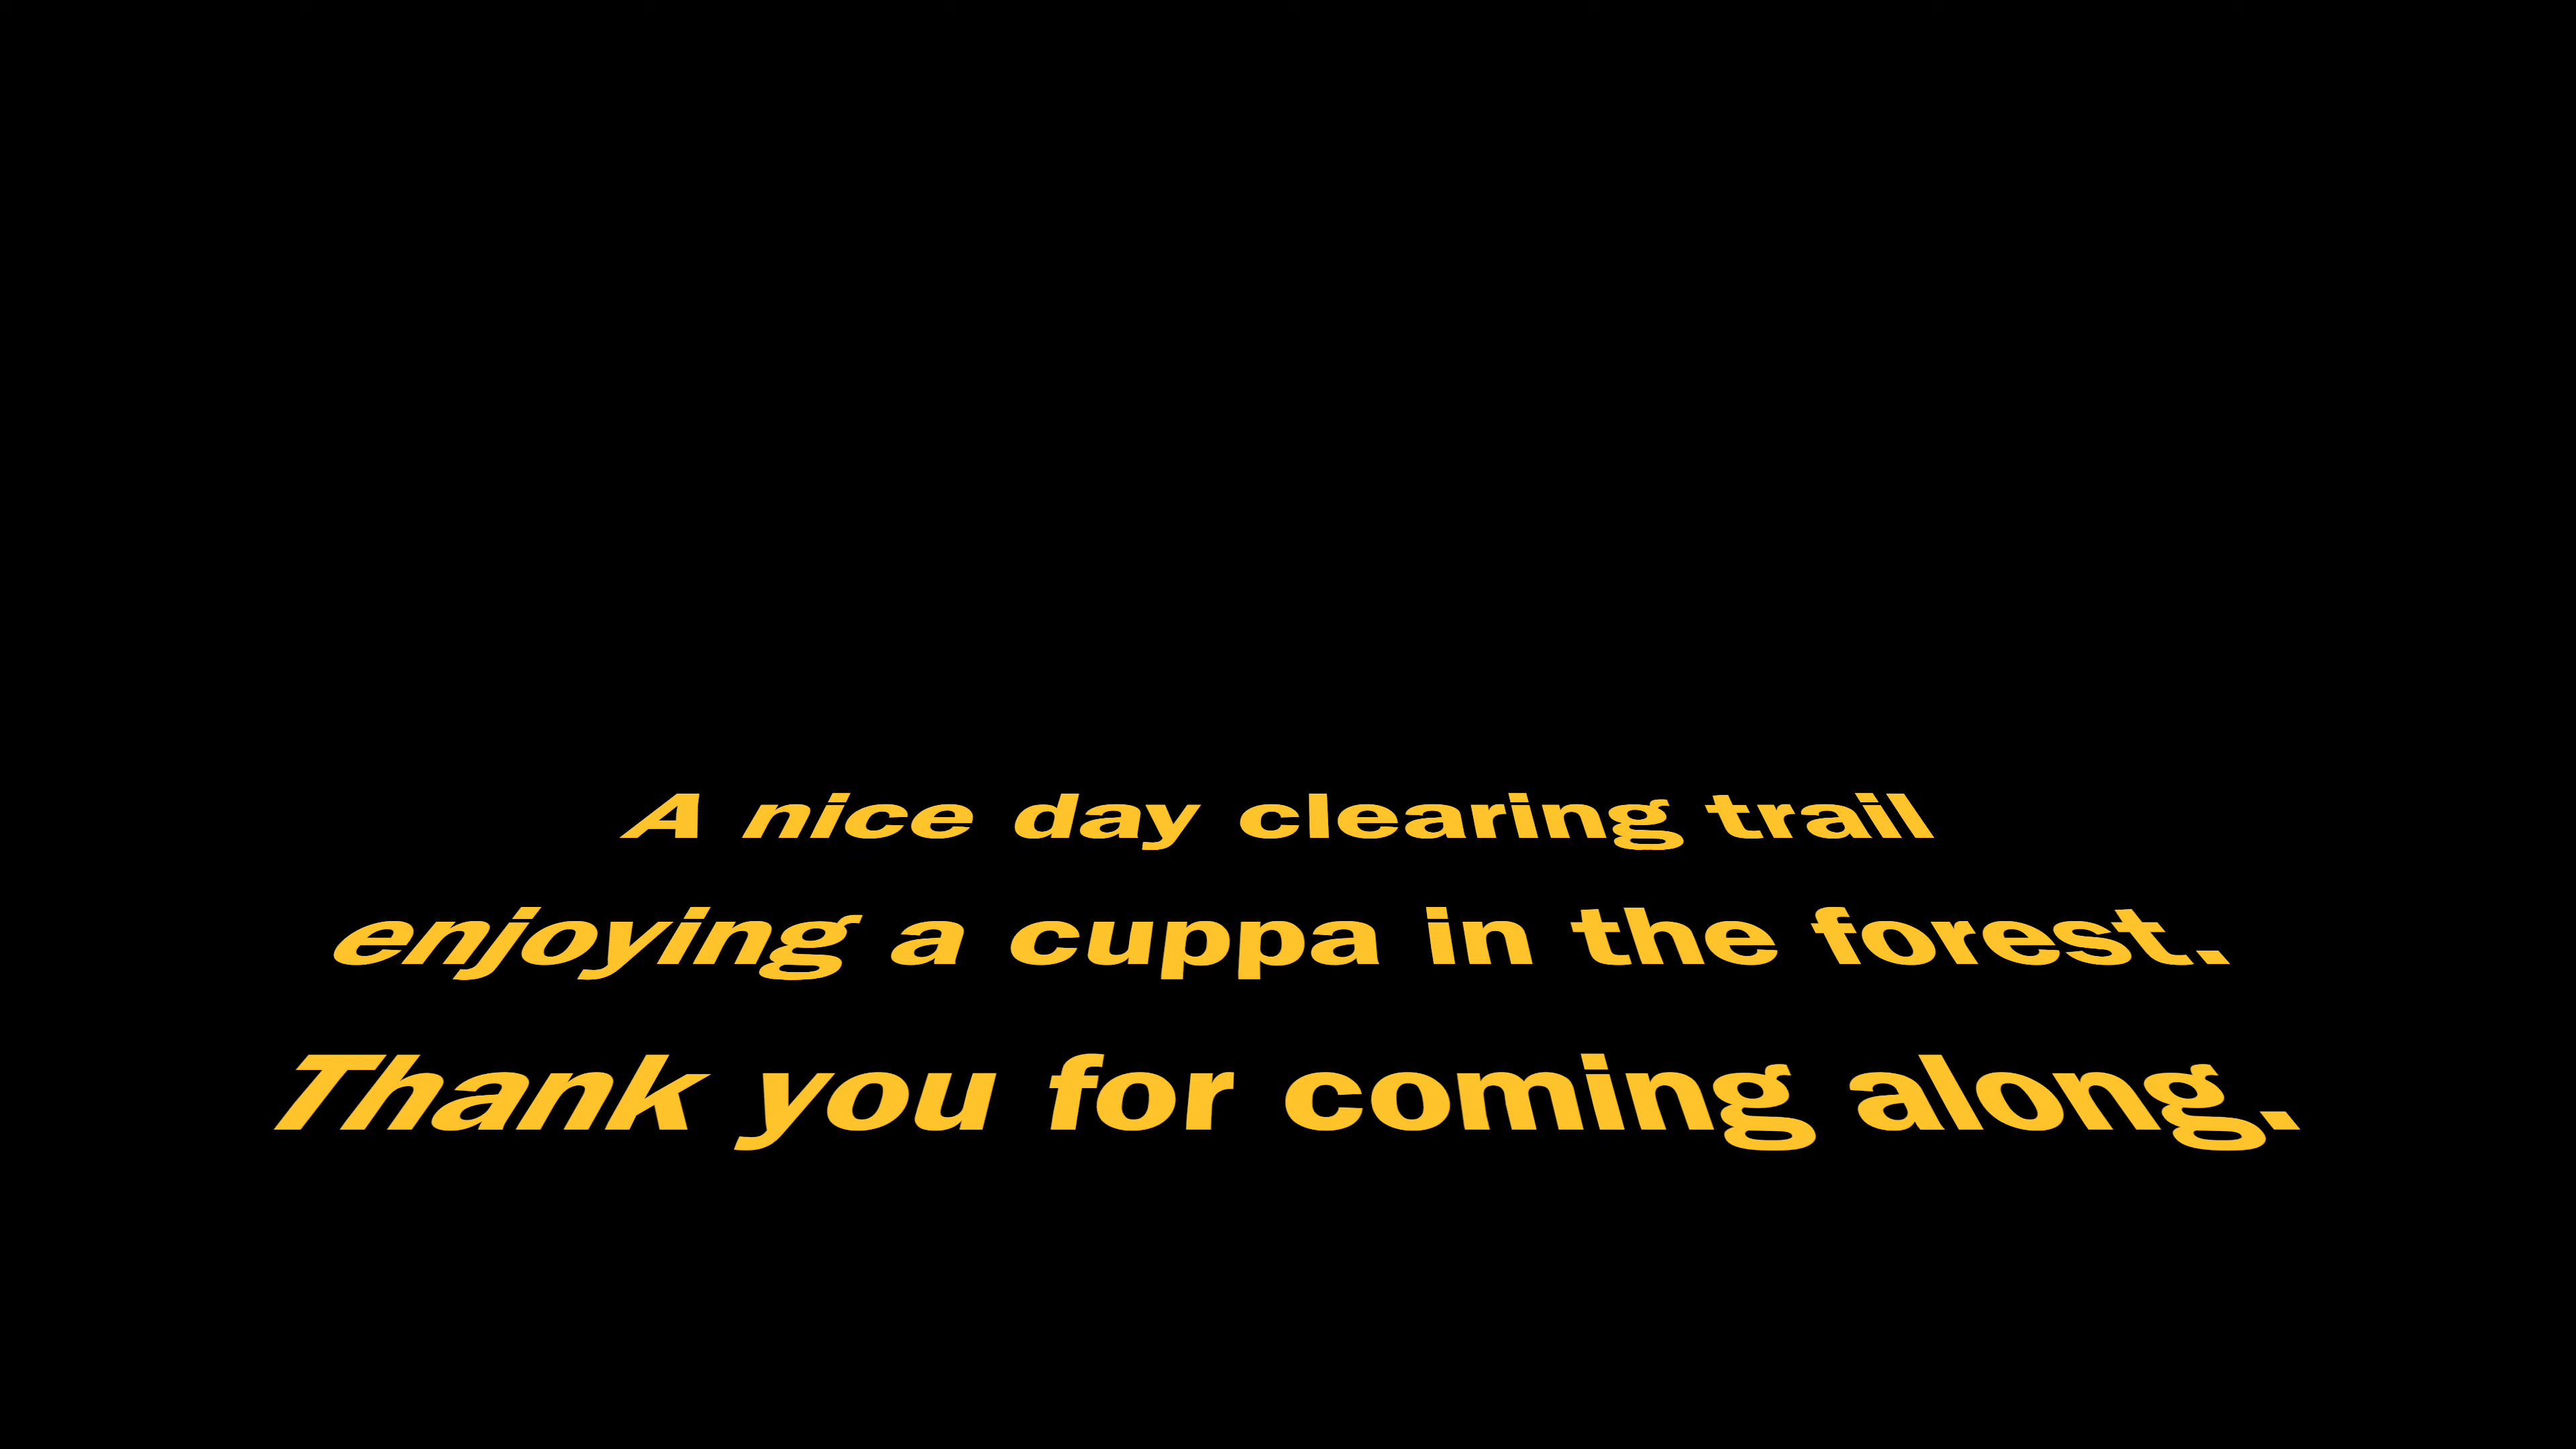 A nice day clearing trail
enjoying a cuppa in the forest.
Thank you for coming along.